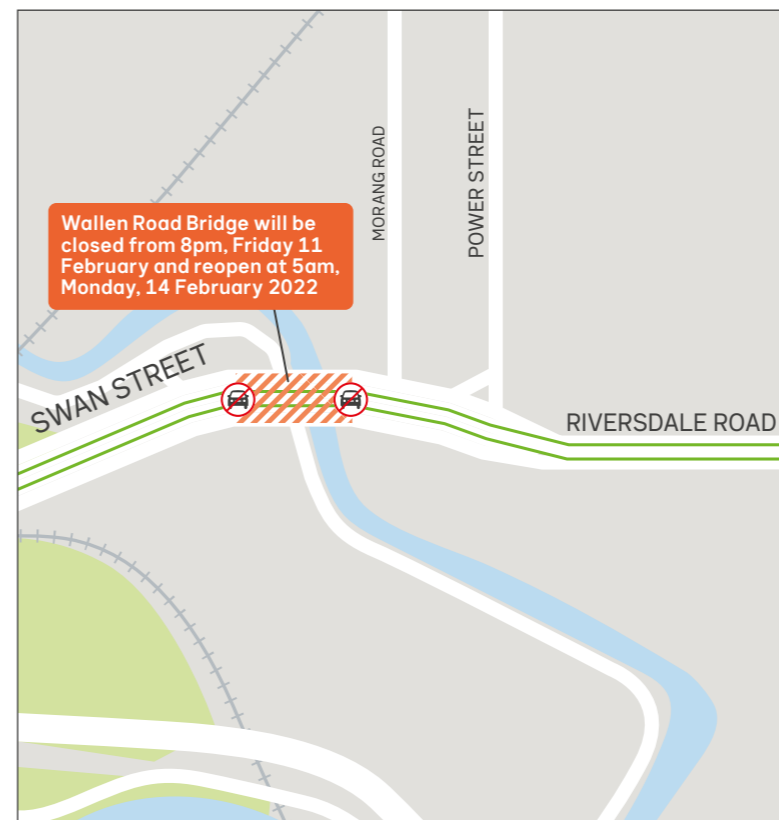 MORANG ROAD
POWER STREET
Wallen Road Bridge will be
closed from 8pm, Friday 11
February and reopen at 5am,
Monday, 14 February 2022
SWAN STREET
RIVERSDALE ROAD